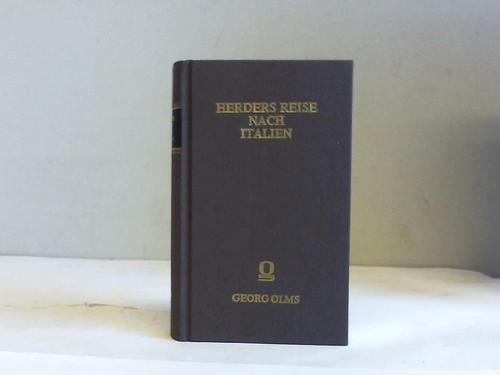 HERDERS REISE
NACH
ITALIEN
GEORG OLMS